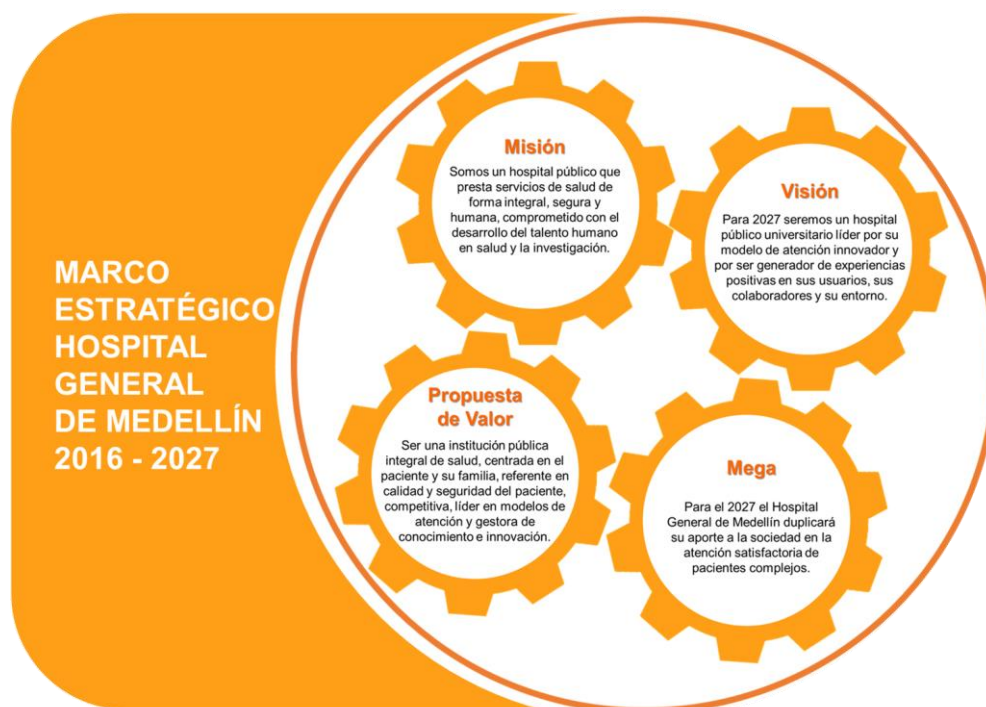 MARCO
ESTRATÉGICO
HOSPITAL
GENERAL
DE MEDELLÍN
2016 - 2027
Misión
Somos un hospital público que
presta servicios de salud de
forma integral, segura y
humana, comprometido con el
desarrollo del talento humano
en salud y la investigación.
Visión
Para 2027 seremos un hospital
público universitario líder por su
modelo de atención innovador y
por ser generador de experiencias
positivas en sus usuarios, sus
colaboradores y su entorno.
Propuesta
de Valor
Ser una institución pública
integral de salud, centrada en el
paciente y su familia, referente en
calidad y seguridad del paciente,
competitiva, líder en modelos de
atención y gestora de
conocimiento e innovación.
Mega
Para el 2027 el Hospital
General de Medellín duplicará
su aporte a la sociedad en la
atención satisfactoria de
pacientes complejos.